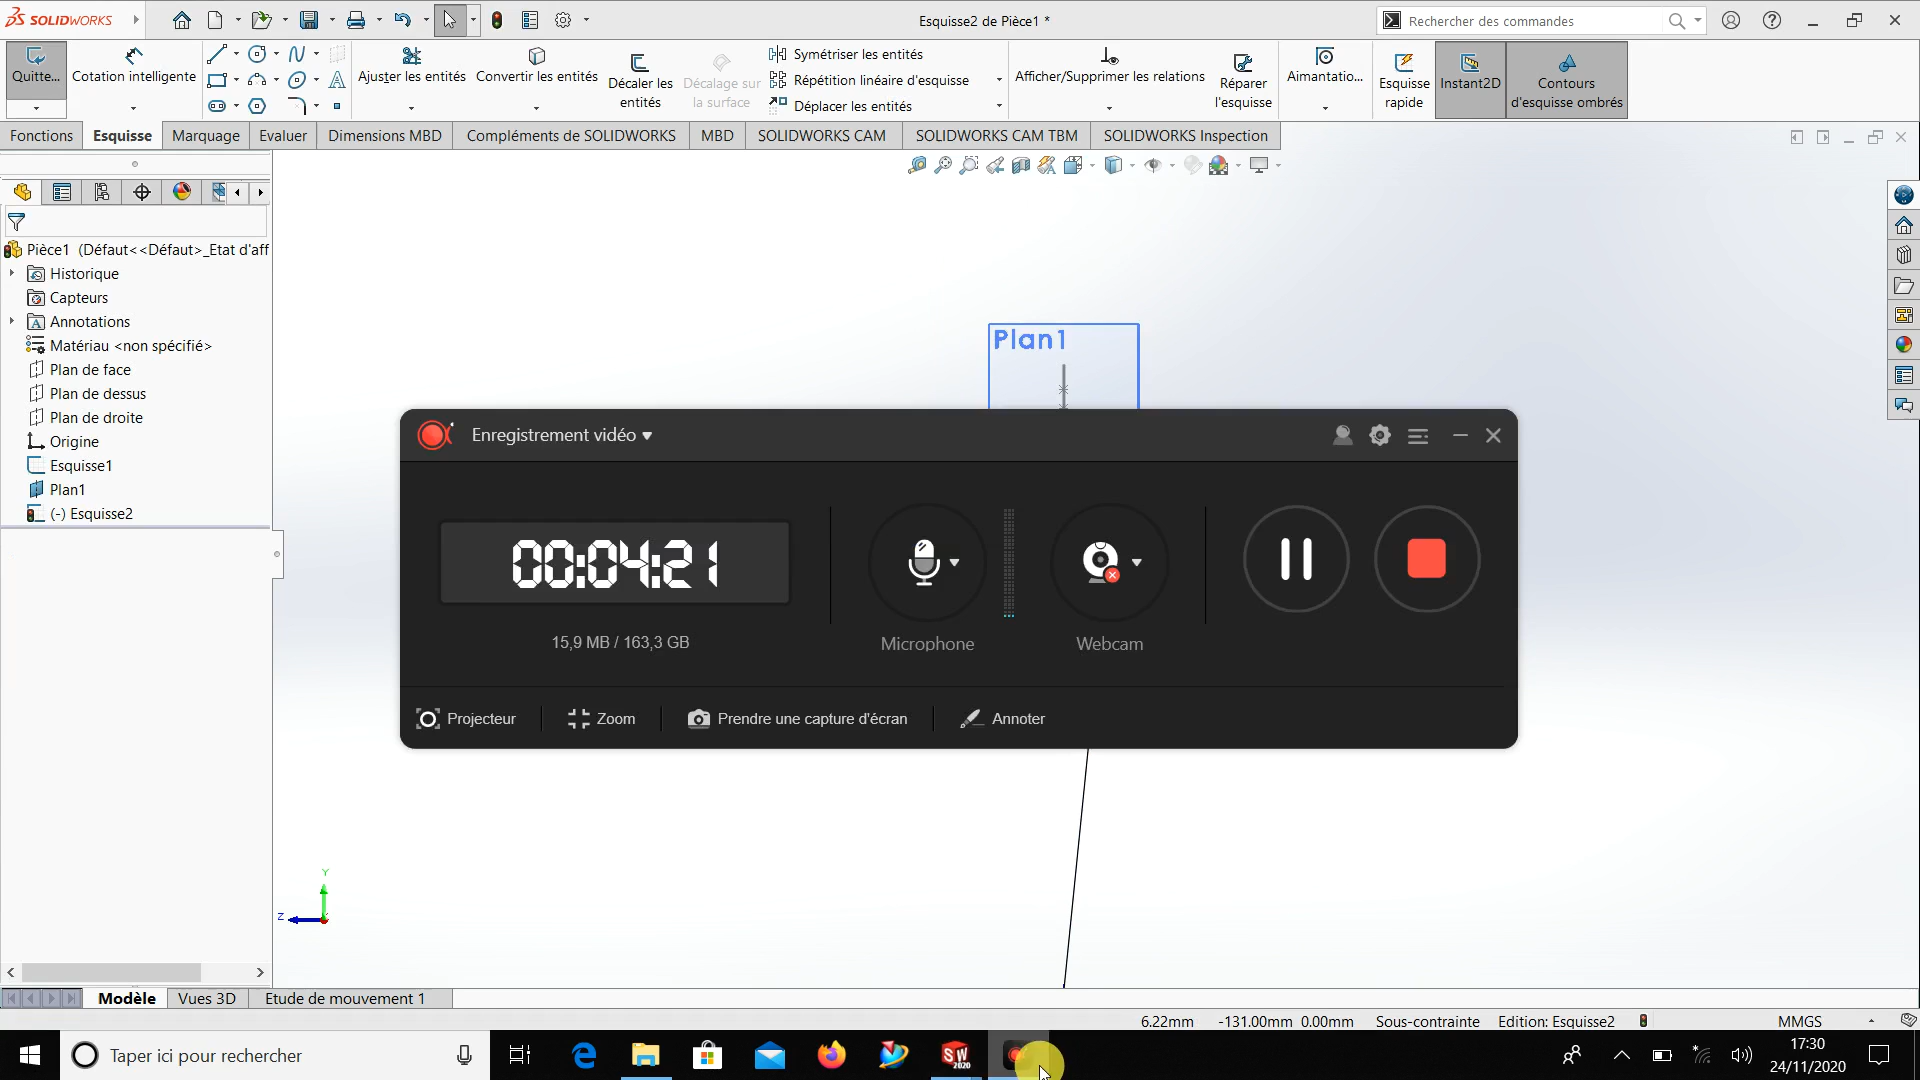 SOLIDWORKS
Esquisse2 de Pièce1 *
Rechercher des commandes
Quitte...
Cotation intelligente
Ajuster les entités
Convertir les entités
Décaler les
entités
Décalage sur
la surface
Symétriser les entités
Répétition linéaire d'esquisse
Déplacer les entités
Afficher/Supprimer les relations
Réparer
l'esquisse
Aimantatio...
Esquisse
rapide
Instant2D
Contours
d'esquisse ombrés
Fonctions
Esquisse
Marquage
Evaluer
Dimensions MBD
Compléments de SOLIDWORKS
MBD
SOLIDWORKS CAM
SOLIDWORKS CAM TBM
SOLIDWORKS Inspection
Pièce1 (Défaut<<Défaut>_Etat d'aff
Historique
Capteurs
Annotations
Matériau <non spécifié>
Plan de face
Plan de dessus
Plan de droite
Origine
Esquisse1
Plan1
(-) Esquisse2
Plan1
Enregistrement vidéo
00:04:21
15,9 MB / 163,3 GB
Microphone
Webcam
Projecteur
Zoom
Prendre une capture d'écran
Annoter
Y
Z
Modèle
Vues 3D
Etude de mouvement 1
6.22mm
-131.00mm
0.00mm
Sous-contrainte
Edition: Esquisse2
MMGS
Taper ici pour rechercher
SW
2020
17:30
24/11/2020